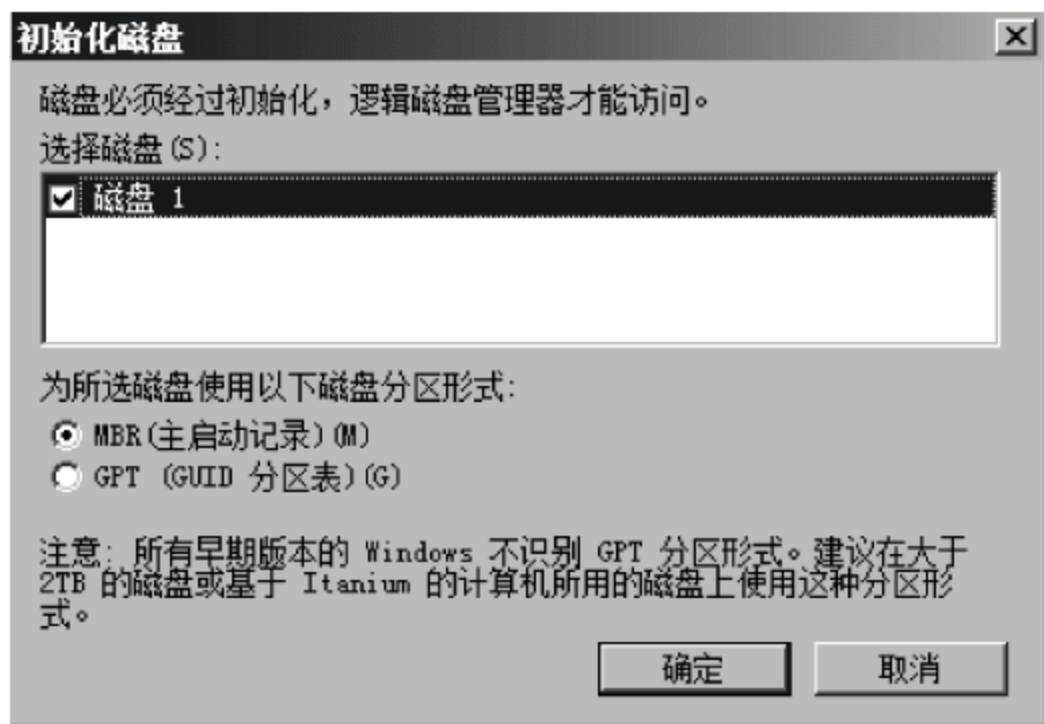 初始化磁盘
磁盘必须经过初始化，逻辑磁盘管理器才能访问。
选择磁盘(S):
磁盘 1
为所选磁盘使用以下磁盘分区形式:
MBR(主启动记录)(M)
GPT (GUID 分区表)(G)
注意: 所有早期版本的 Windows 不识别 GPT 分区形式。建议在大于
2TB 的磁盘或基于 Itanium 的计算机所用的磁盘上使用这种分区形
式。
确定 取消